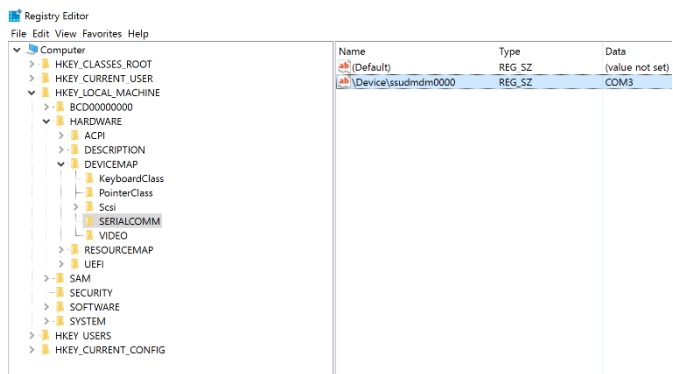 Registry Editor
File Edit View Favorites Help
Computer
HKEY_CLASSES_ROOT
HKEY_CURRENT_USER
HKEY_LOCAL_MACHINE
BCD00000000
HARDWARE
ACPI
DESCRIPTION
DEVICEMAP
KeyboardClass
PointerClass
Scsi
SERIALCOMM
VIDEO
RESOURCEMAP
UEFI
SAM
SECURITY
SOFTWARE
SYSTEM
HKEY_USERS
HKEY_CURRENT_CONFIG
Name Type Data
ab (Default) REG_SZ (value not set)
ab \Device\ssudmdm0000 REG_SZ COM3